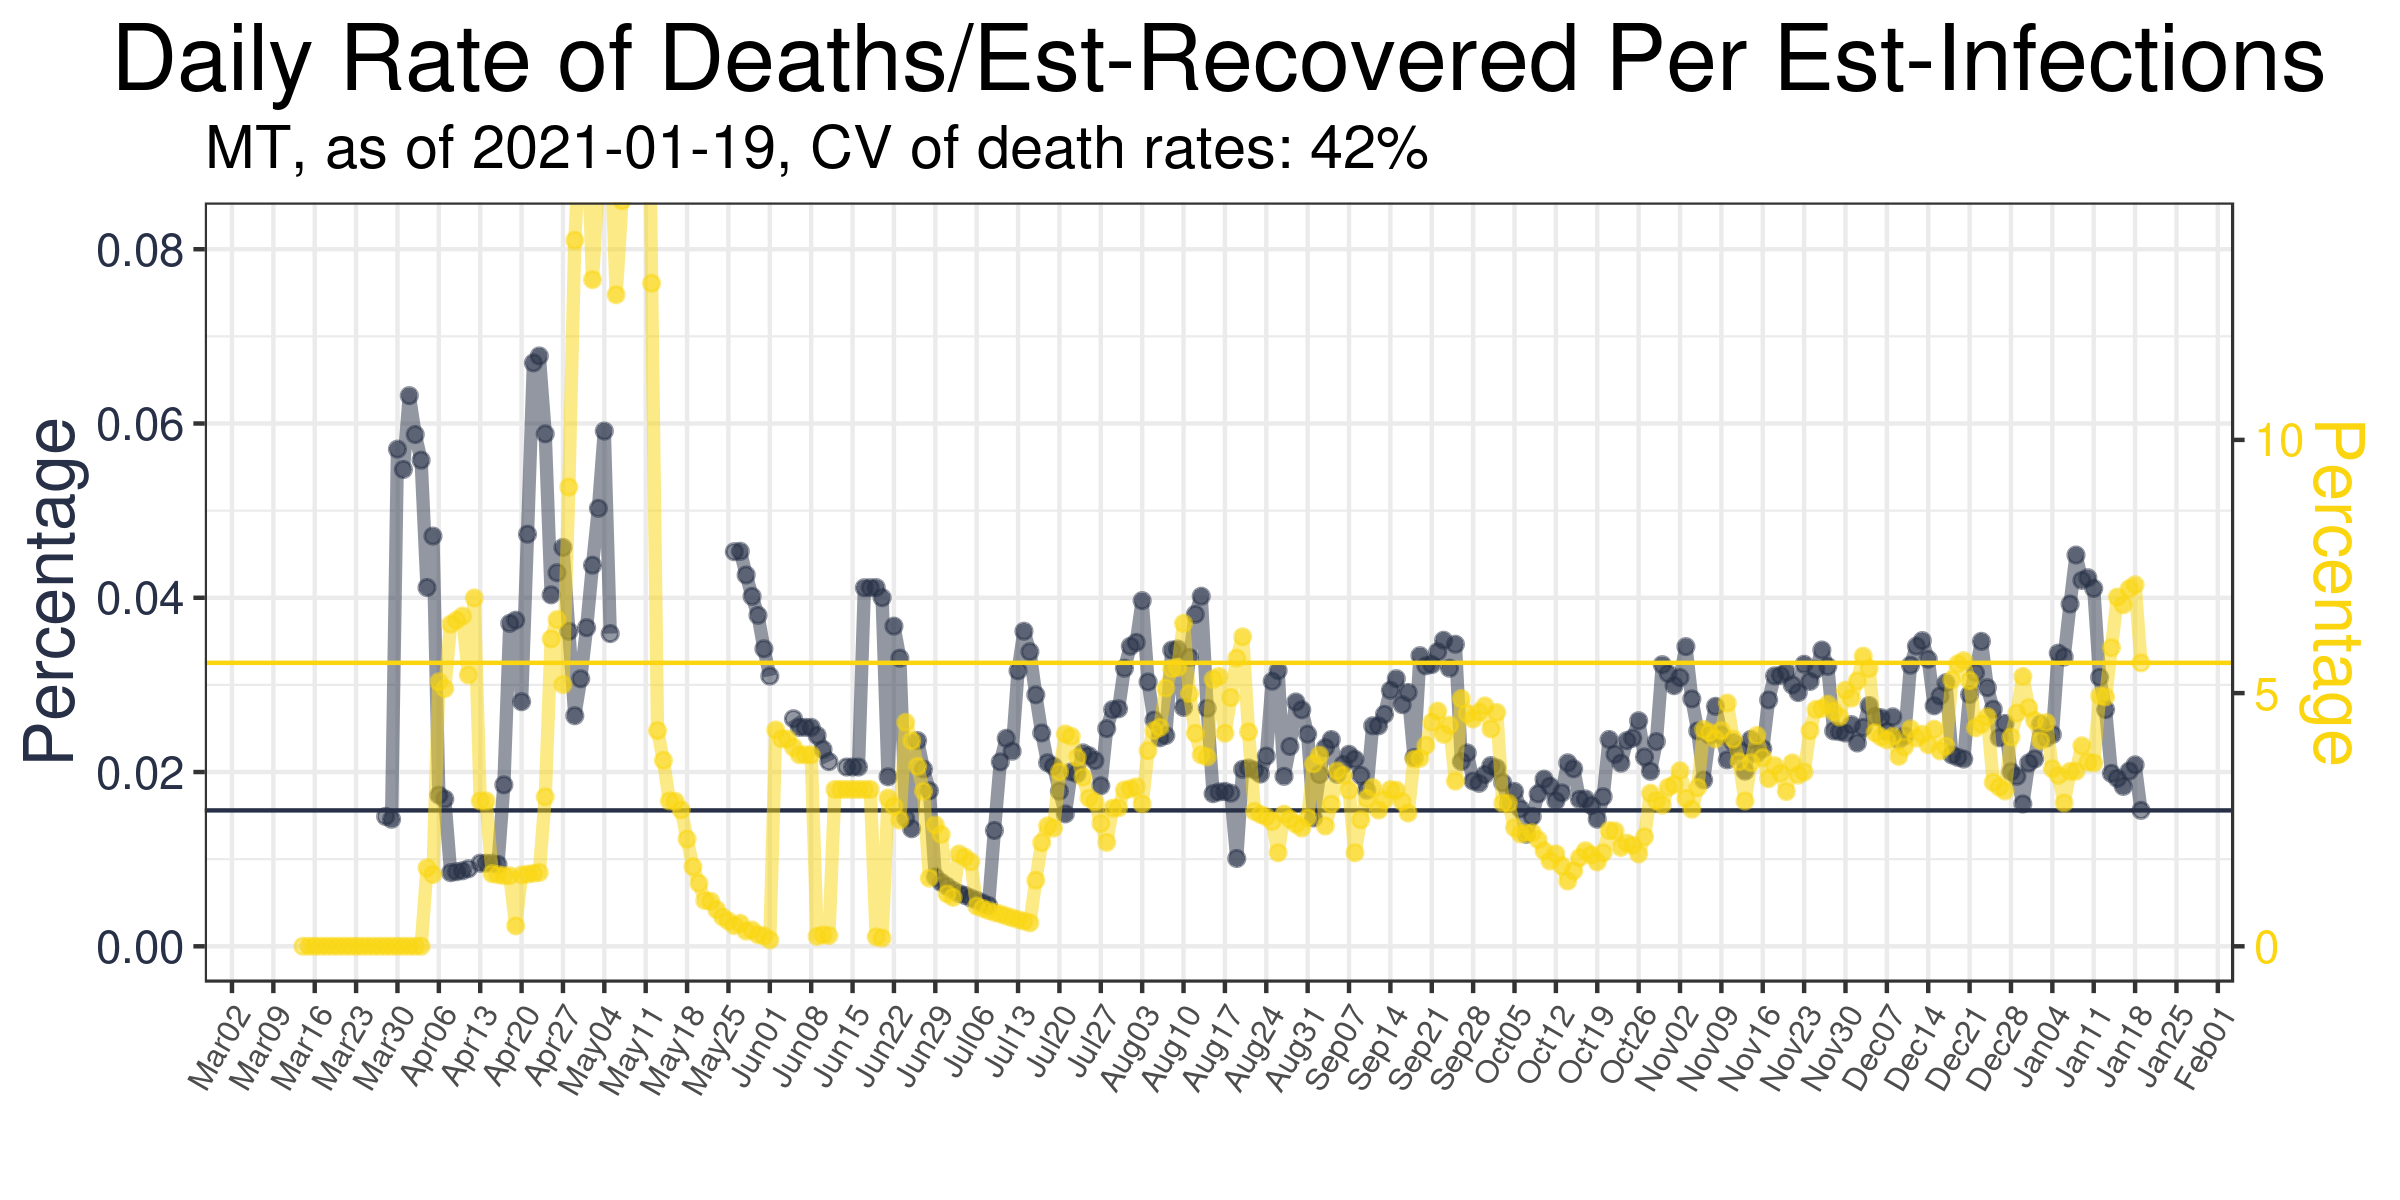 Daily Rate of Deaths/Est-Recovered Per Est-Infections
MT, as of 2021-01-19, CV of death rates: 42%
Percentage
0.08
0.06
0.04
0.02
0.00
10
5
0
Percentage
Mar02
Mar09
Mar16
Mar23
Mar30
Apr06
Apr13
Apr20
Apr27
May04
May11
May18
May25
Jun01
Jun08
Jun15
Jun22
Jun29
Jul06
Jul13
Jul20
Jul27
Aug03
Aug10
Aug17
Aug24
Aug31
Sep07
Sep14
Sep21
Sep28
Oct05
Oct12
Oct19
Oct26
Nov02
Nov09
Nov16
Nov23
Nov30
Dec07
Dec14
Dec21
Dec28
Jan04
Jan11
Jan18
Jan25
Feb01